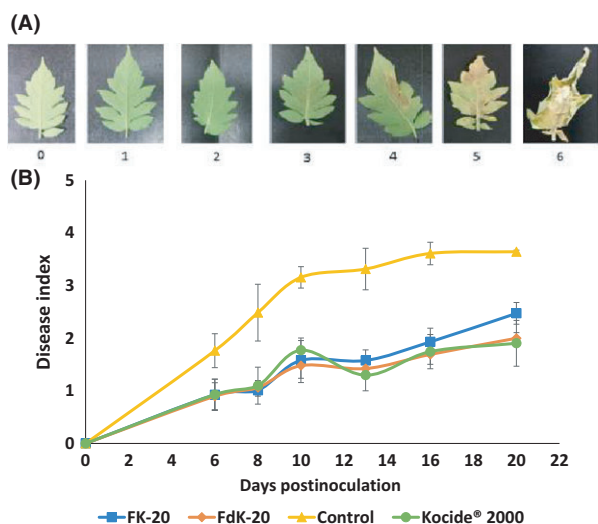 (A)
0 1 2 3 4 5 6
(B)
5
4
3
2
1
0
Disease index
0 2 4 6 8 10 12 14 16 18 20 22
Days postinoculation
FK-20 FdK-20 Control Kocide® 2000